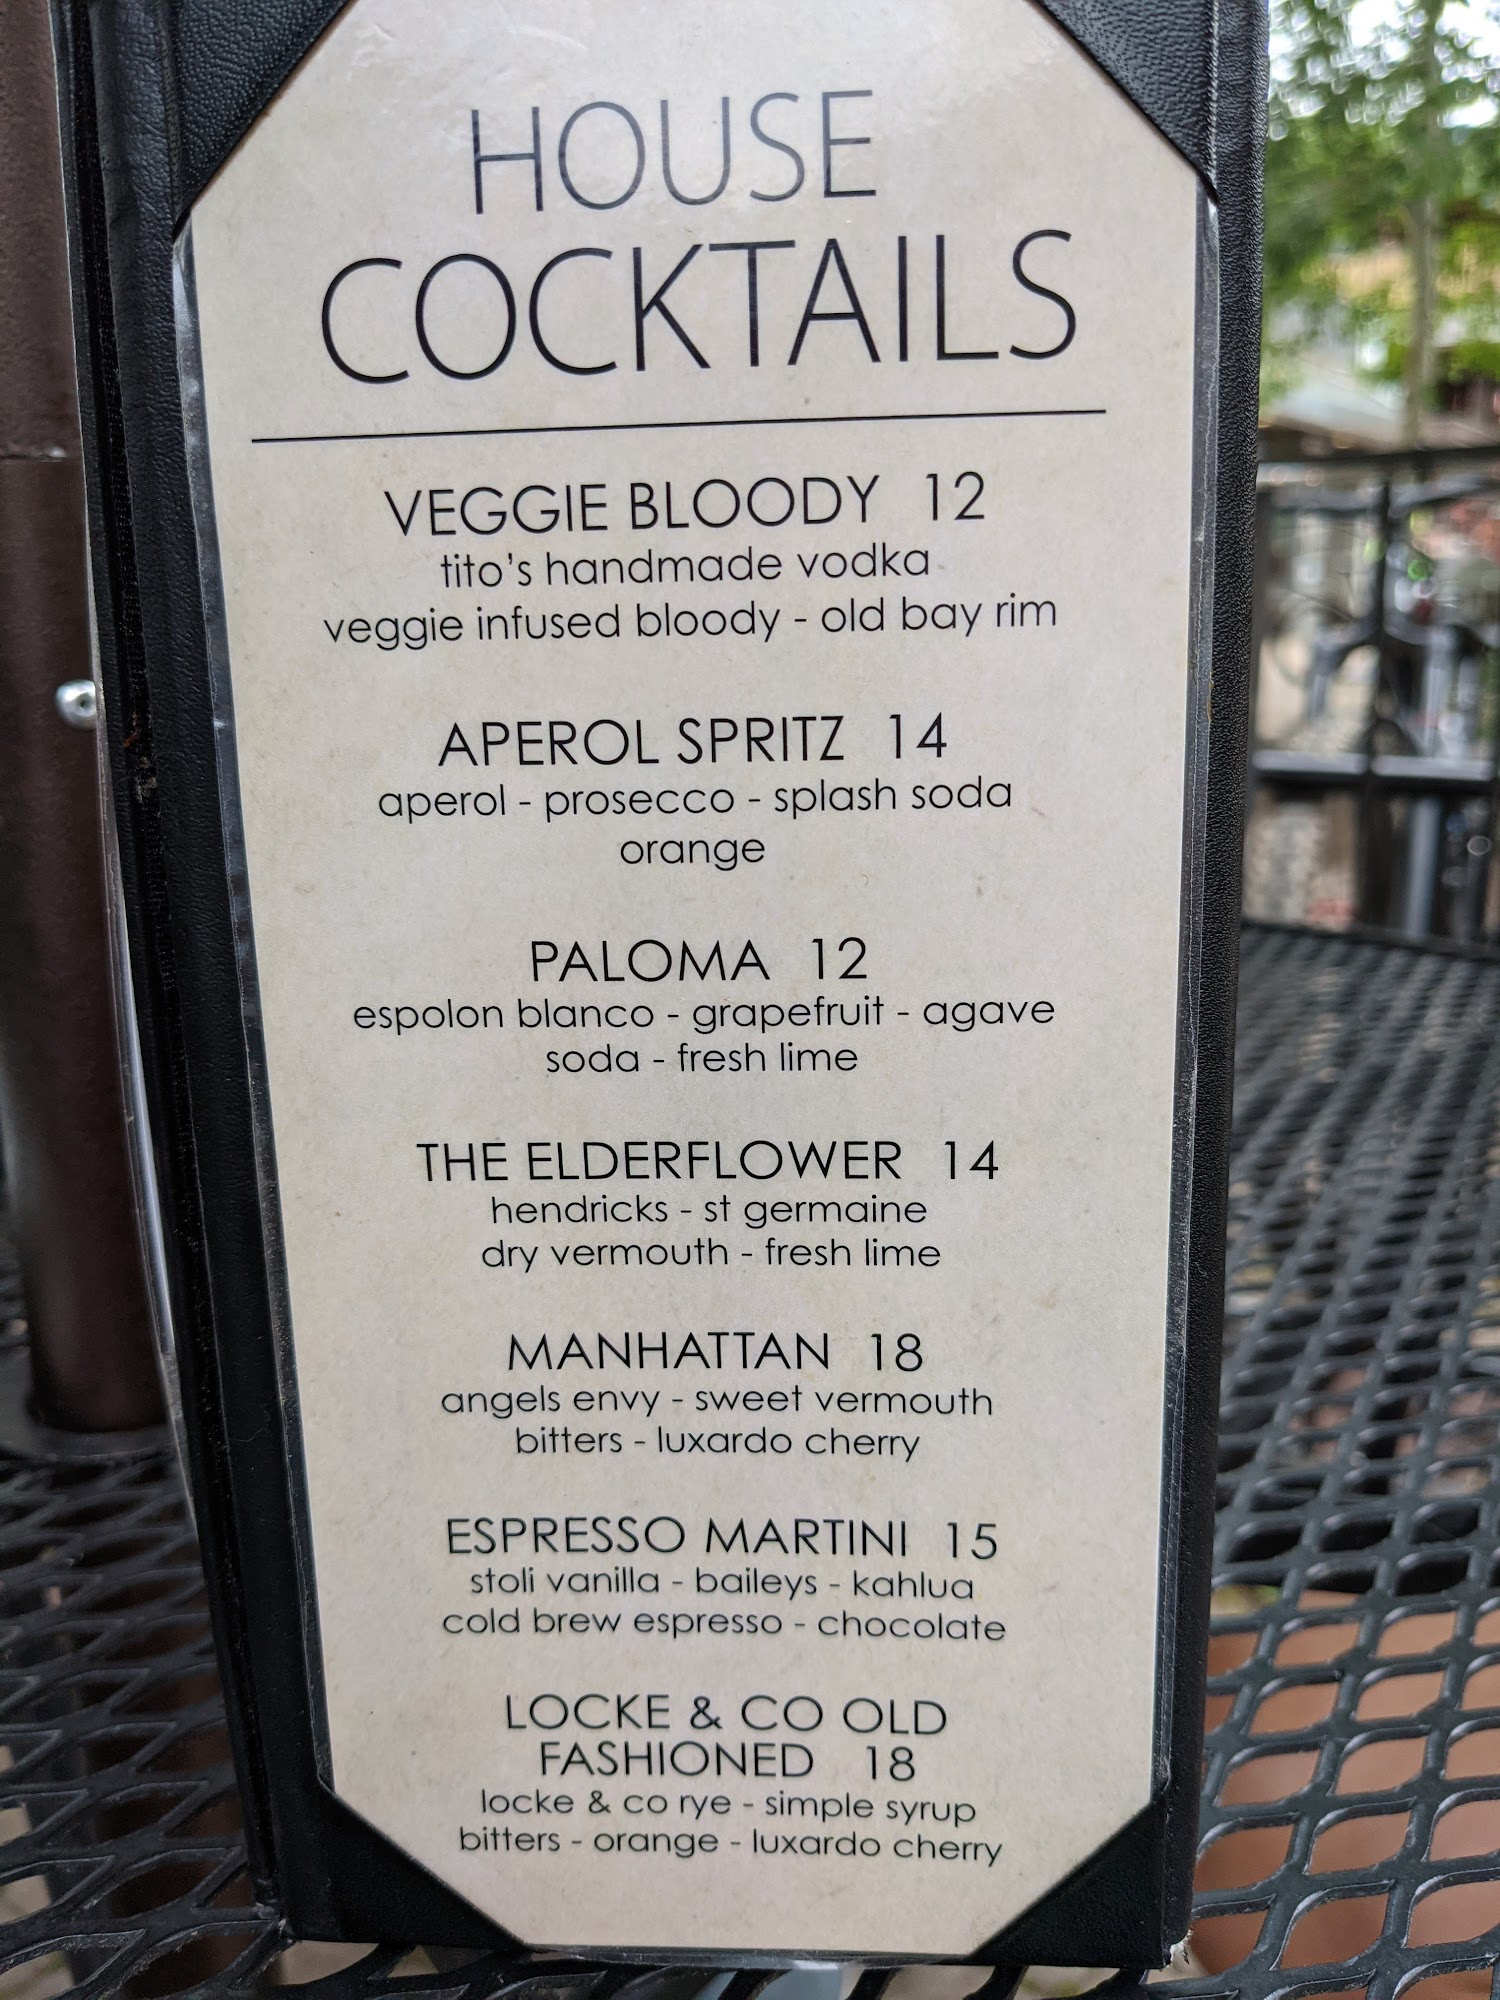 HOUSE
COCKTAILS
VEGGIE BLOODY 12
tito's handmade vodka
veggie infused bloody - old bay rim
APEROL SPRITZ 14
aperol - prosecco - splash soda
orange
PALOMA 12
espolon blanco - grapefruit - agave
soda - fresh lime
THE ELDERFLOWER 14
hendricks - st germaine
dry vermouth - fresh lime
MANHATTAN 18
angels envy - sweet vermouth
bitters - luxardo cherry
ESPRESSO MARTINI 15
stoli vanilla - baileys - kahlua
cold brew espresso - chocolate
LOCKE & CO OLD
FASHIONED 18
locke & co rye - simple syrup
bitters - orange - luxardo cherry